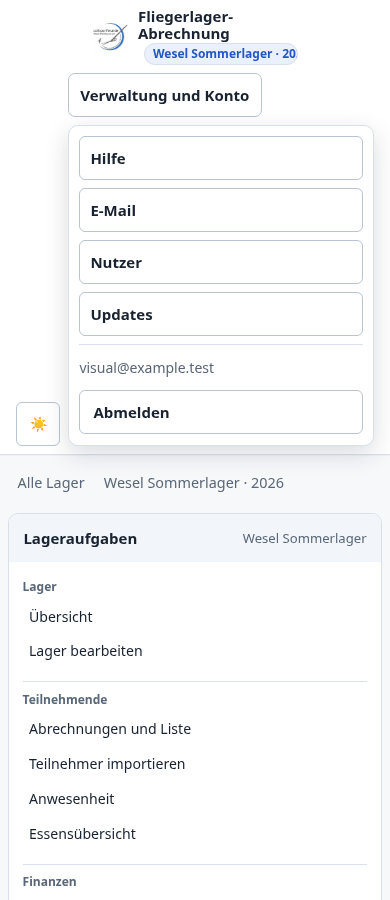 Fliegerlager-
Abrechnung
Wesel Sommerlager · 20
Verwaltung und Konto
Hilfe
E-Mail
Nutzer
Updates
visual@example.test
Abmelden
Alle Lager Wesel Sommerlager · 2026
Lageraufgaben Wesel Sommerlager
Lager
Übersicht
Lager bearbeiten
Teilnehmende
Abrechnungen und Liste
Teilnehmer importieren
Anwesenheit
Essensübersicht
Finanzen